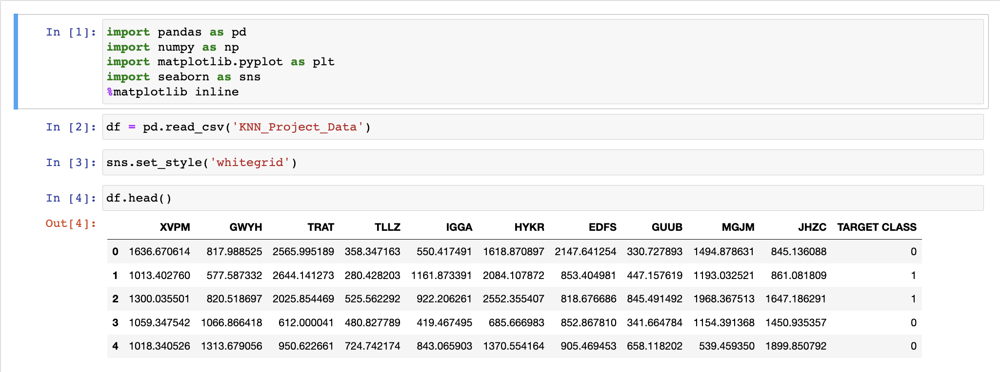 In [1]: import pandas as pd
import numpy as np
import matplotlib.pyplot as plt
import seaborn as sns
%matplotlib inline
In [2]: df = pd.read_csv('KNN_Project_Data')
In [3]: sns.set_style('whitegrid')
In [4]: df.head()
Out[4]:
XVPM GWYH TRAT TLLZ IGGA HYKR EDFS GUUB MGJM JHZC TARGET CLASS
0 1636.670614 817.988525 2565.995189 358.347163 550.417491 1618.870897 2147.641254 330.727893 1494.878631 845.136088 0
1 1013.402760 577.587332 2644.141273 280.428203 1161.873391 2084.107872 853.404981 447.157619 1193.032521 861.081809 1
2 1300.035501 820.518697 2025.854469 525.562292 922.206261 2552.355407 818.676686 845.491492 1968.367513 1647.186291 1
3 1059.347542 1066.866418 612.000041 480.827789 419.467495 685.666983 852.867810 341.664784 1154.391368 1450.935357 0
4 1018.340526 1313.679056 950.622661 724.742174 843.065903 1370.554164 905.469453 658.118202 539.459350 1899.850792 0